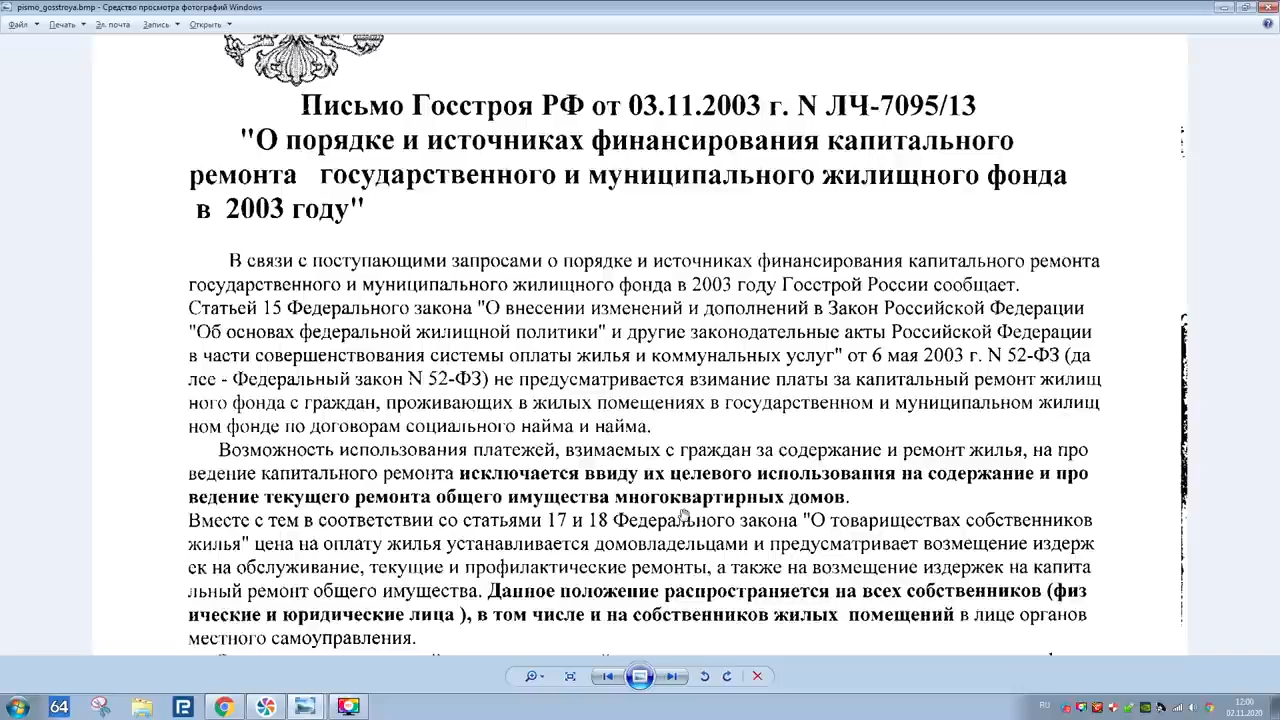 pismo_gosstroya.bmp - Средство просмотра фотографий Windows
Файл Печать Эл. почта Запись Открыть
Письмо Госстроя РФ от 03.11.2003 г. N ЛЧ-7095/13
"О порядке и источниках финансирования капитального
ремонта государственного и муниципального жилищного фонда
в 2003 году"
В связи с поступающими запросами о порядке и источниках финансирования капитального ремонта
государственного и муниципального жилищного фонда в 2003 году Госстрой России сообщает.
Статьей 15 Федерального закона "О внесении изменений и дополнений в Закон Российской Федерации
"Об основах федеральной жилищной политики" и другие законодательные акты Российской Федерации
в части совершенствования системы оплаты жилья и коммунальных услуг" от 6 мая 2003 г. N 52-ФЗ (да
лее - Федеральный закон N 52-ФЗ) не предусматривается взимание платы за капитальный ремонт жилищ
ного фонда с граждан, проживающих в жилых помещениях в государственном и муниципальном жилищ
ном фонде по договорам социального найма и найма.
Возможность использования платежей, взимаемых с граждан за содержание и ремонт жилья, на про
ведение капитального ремонта исключается ввиду их целевого использования на содержание и про
ведение текущего ремонта общего имущества многоквартирных домов.
Вместе с тем в соответствии со статьями 17 и 18 Федерального закона "О товариществах собственников
жилья" цена на оплату жилья устанавливается домовладельцами и предусматривает возмещение издерж
ек на обслуживание, текущие и профилактические ремонты, а также на возмещение издержек на капита
льный ремонт общего имущества. Данное положение распространяется на всех собственников (физ
ические и юридические лица ), в том числе и на собственников жилых помещений в лице органов
местного самоуправления.
64
RU
12:00
02.11.2020